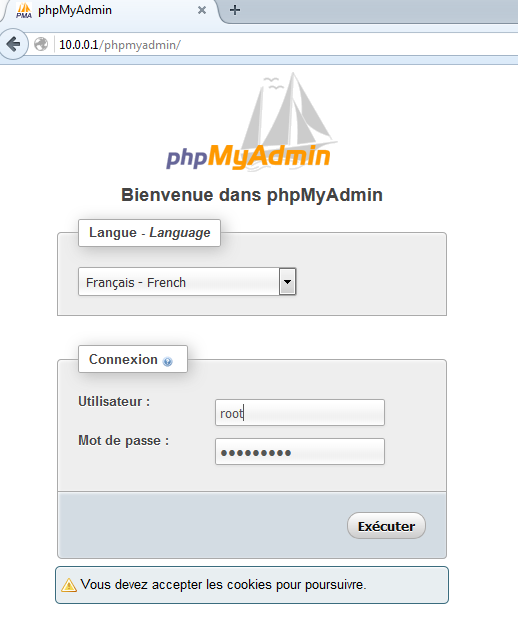 phpMyAdmin
10.0.0.1/phpmyadmin/
phpMyAdmin
Bienvenue dans phpMyAdmin
Langue - Language
Français - French
Connexion
Utilisateur :
root
Mot de passe :
•••••••••
Exécuter
Vous devez accepter les cookies pour poursuivre.